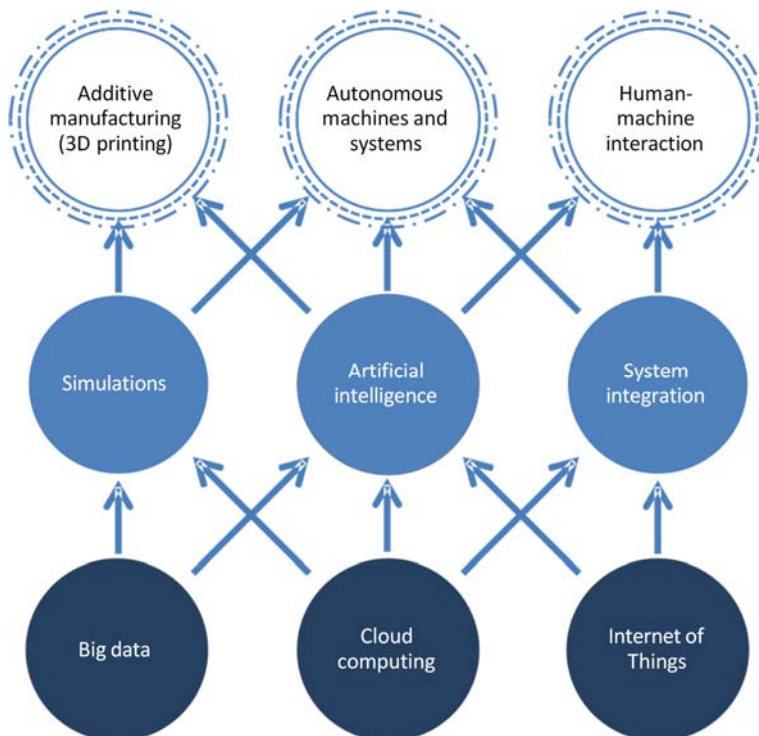 Additive
manufacturing
(3D printing)
Autonomous
machines and
systems
Human-
machine
interaction
Simulations
Artificial
intelligence
System
integration
Big data
Cloud
computing
Internet of
Things